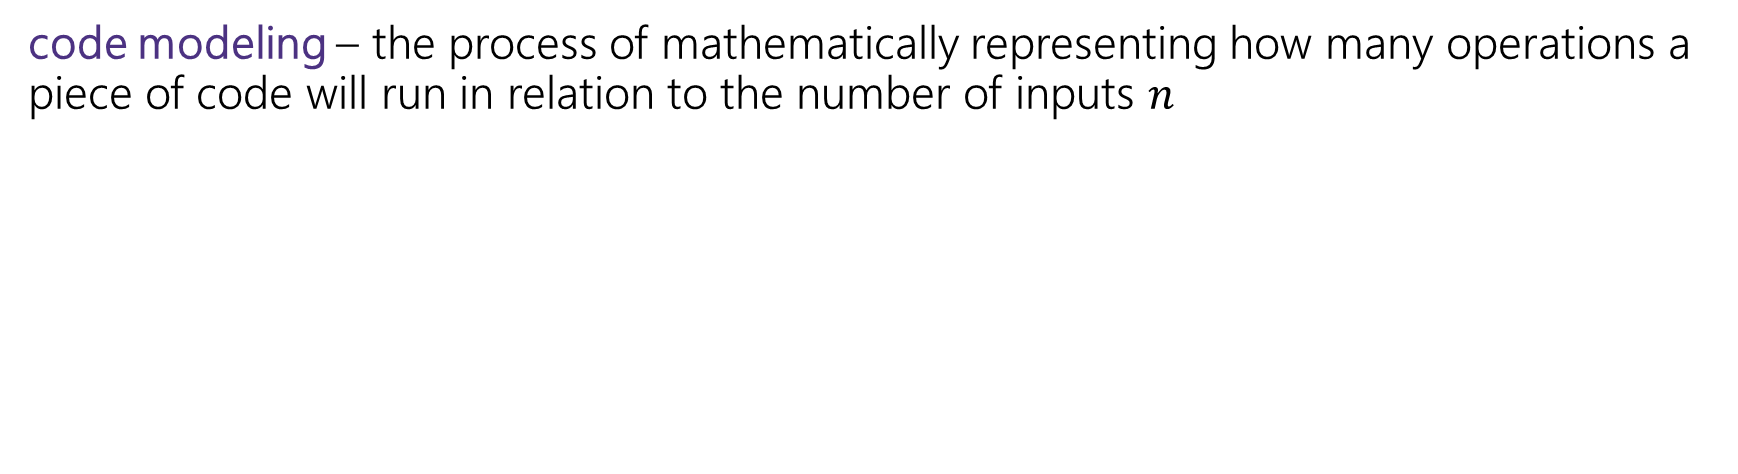 code modeling – the process of mathematically representing how many operations a
piece of code will run in relation to the number of inputs n